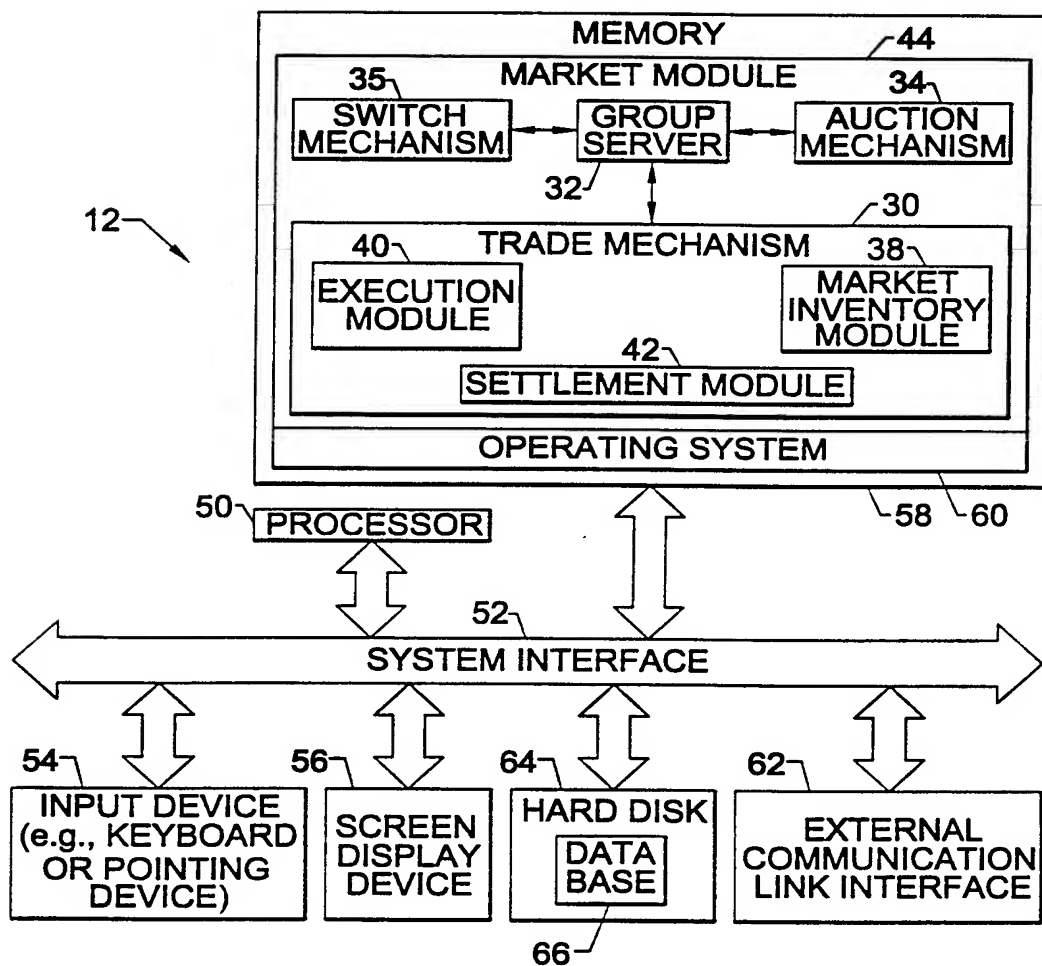 MEMORY
44
MARKET MODULE
35
SWITCH
MECHANISM
GROUP
SERVER
32
34
AUCTION
MECHANISM
12
30
TRADE MECHANISM
40
EXECUTION
MODULE
38
MARKET
INVENTORY
MODULE
42
SETTLEMENT MODULE
OPERATING SYSTEM
58
60
50
PROCESSOR
52
SYSTEM INTERFACE
54
INPUT DEVICE
(e.g., KEYBOARD
OR POINTING
DEVICE)
56
SCREEN
DISPLAY
DEVICE
64
HARD DISK
DATA
BASE
66
62
EXTERNAL
COMMUNICATION
LINK INTERFACE